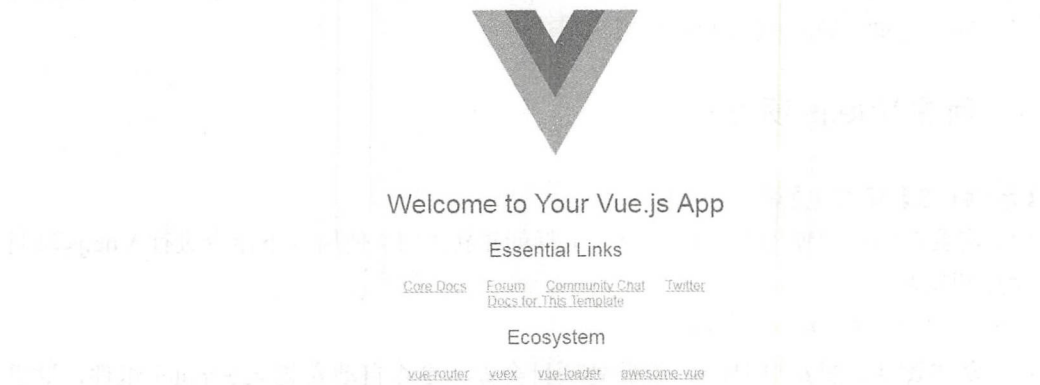 Welcome to Your Vue.js App
Essential Links
Core Docs Forum Community Chat Twitter
Docs for This Template
Ecosystem
vue-router vuex vue-loader awesome-vue